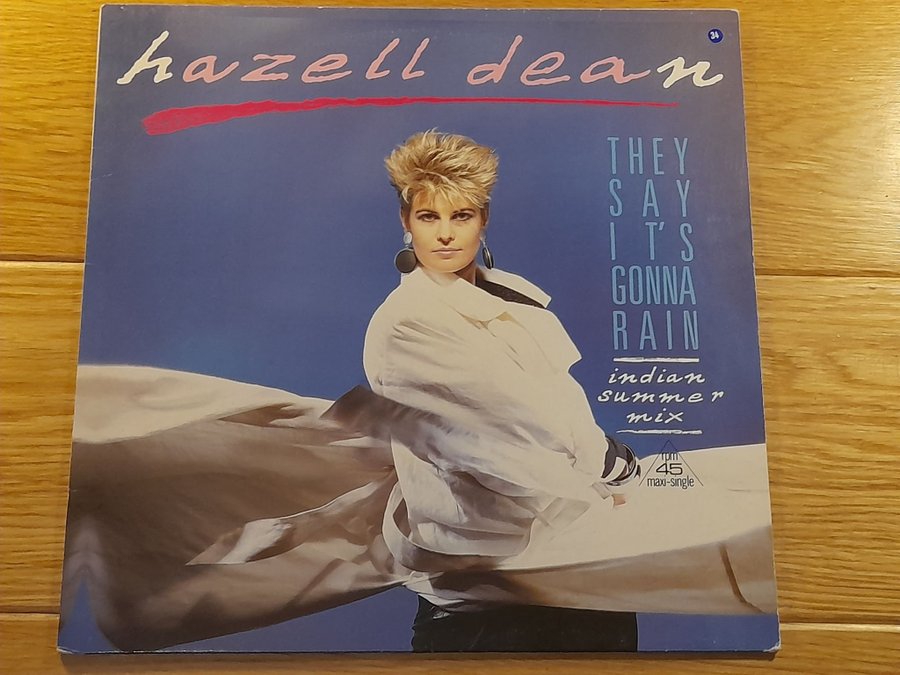 hazell dean
34
THEY
SAY
IT'S
GONNA
RAIN
indian
summer
mix
rpm
45
maxi-single